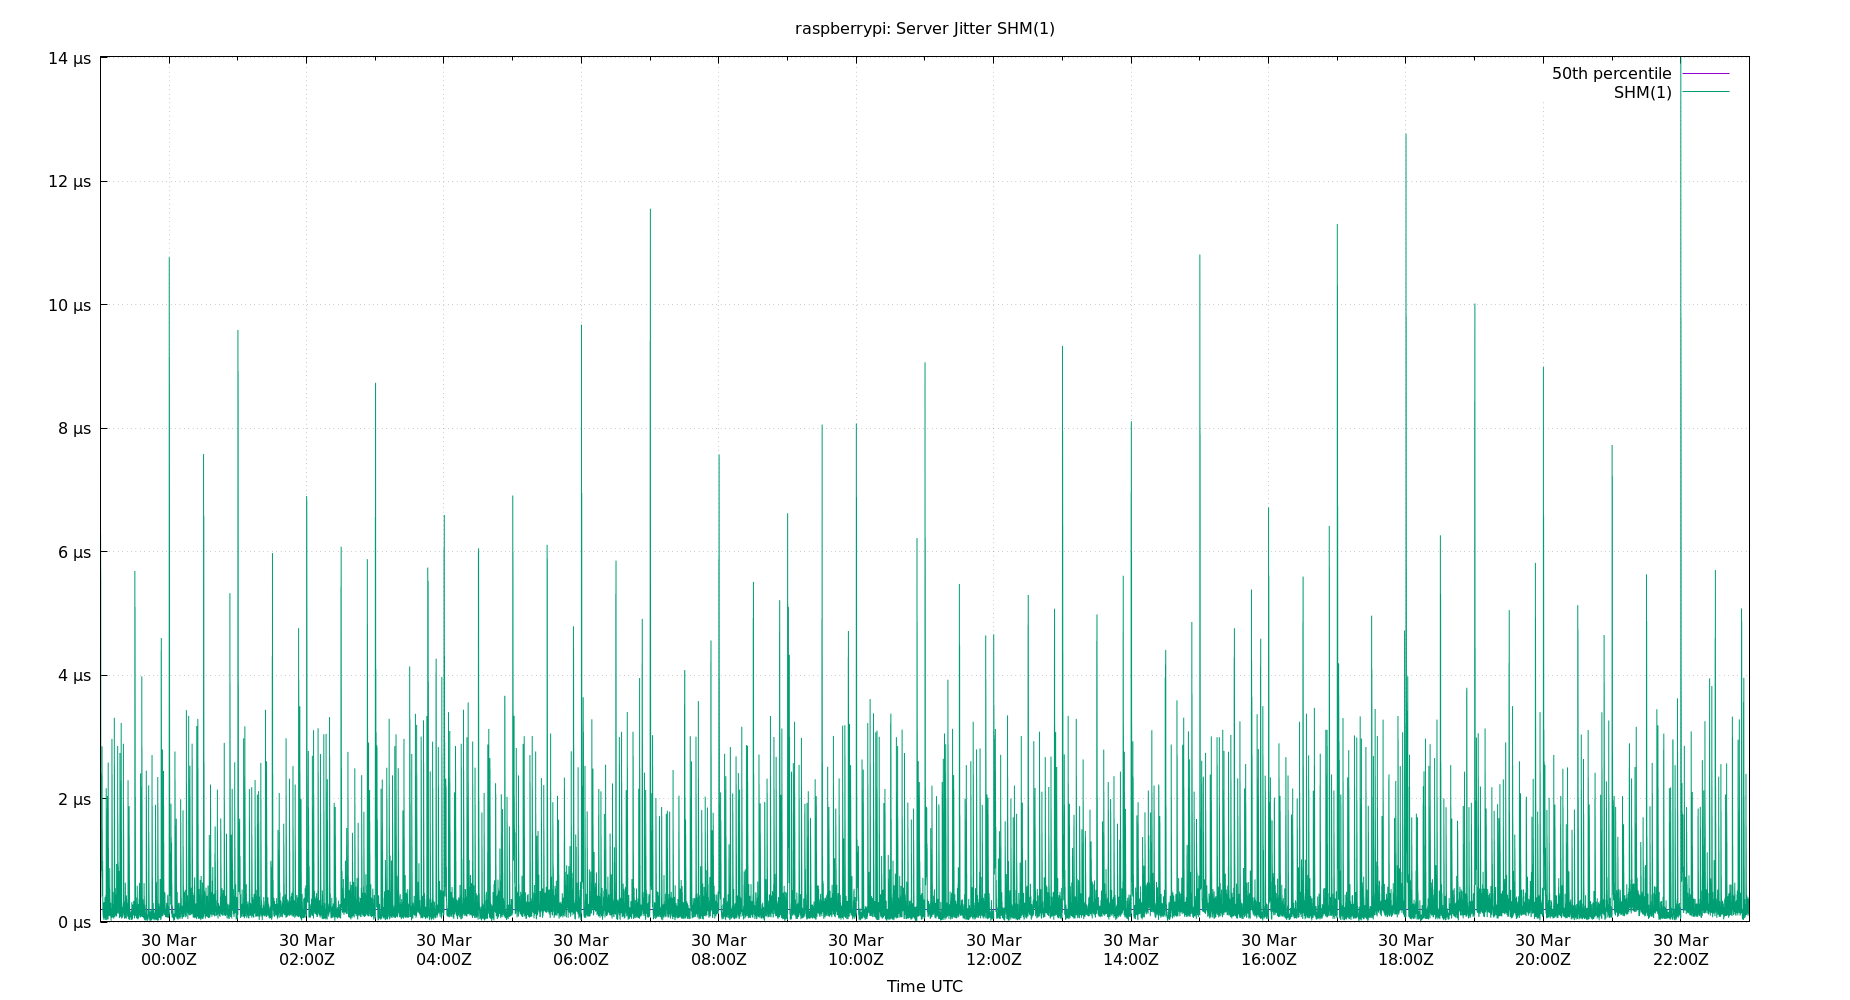 raspberrypi: Server Jitter SHM(1)
14 µs
12 µs
10 µs
8 µs
6 µs
4 µs
2 µs
0 µs
50th percentile
SHM(1)
30 Mar 30 Mar 30 Mar 30 Mar 30 Mar 30 Mar 30 Mar 30 Mar 30 Mar 30 Mar 30 Mar 30 Mar
00:00Z 02:00Z 04:00Z 06:00Z 08:00Z 10:00Z 12:00Z 14:00Z 16:00Z 18:00Z 20:00Z 22:00Z
Time UTC